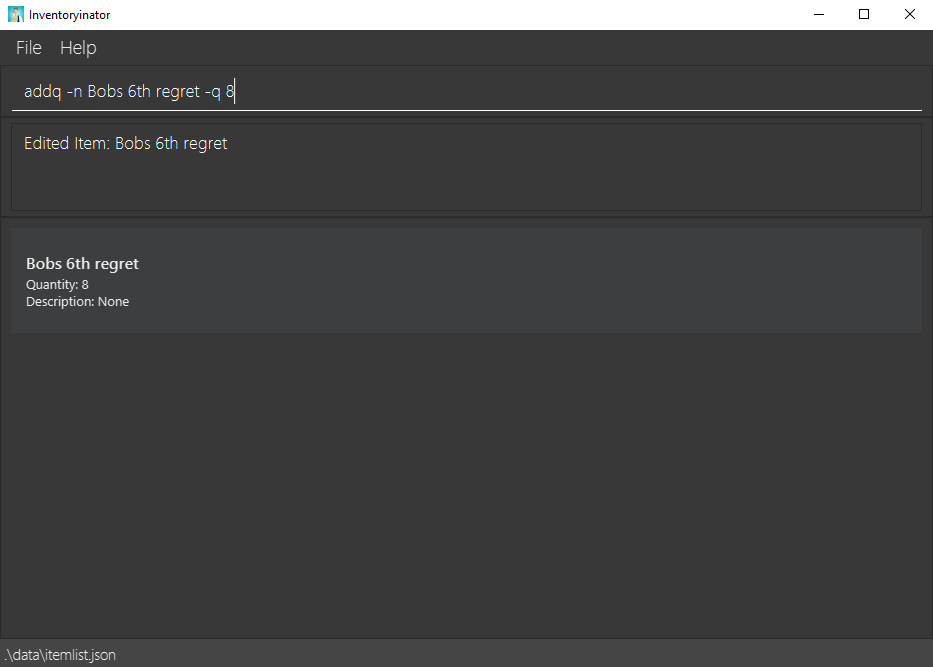 Inventoryinator
File Help
addq -n Bobs 6th regret -q 8
Edited Item: Bobs 6th regret
Bobs 6th regret
Quantity: 8
Description: None
.\data\itemlist.json